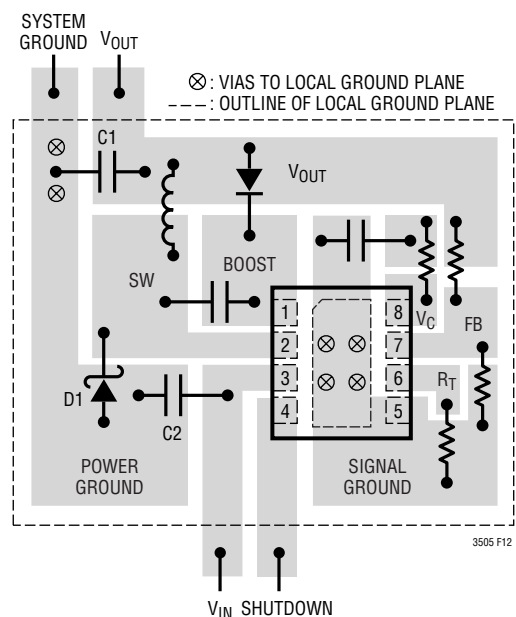 SYSTEM
GROUND
VOUT
⊗ : VIAS TO LOCAL GROUND PLANE
---: OUTLINE OF LOCAL GROUND PLANE
C1
VOUT
SW
BOOST
1
2
3
4
8
7
6
5
VC
FB
RT
D1
C2
POWER
GROUND
SIGNAL
GROUND
3505 F12
VIN
SHUTDOWN